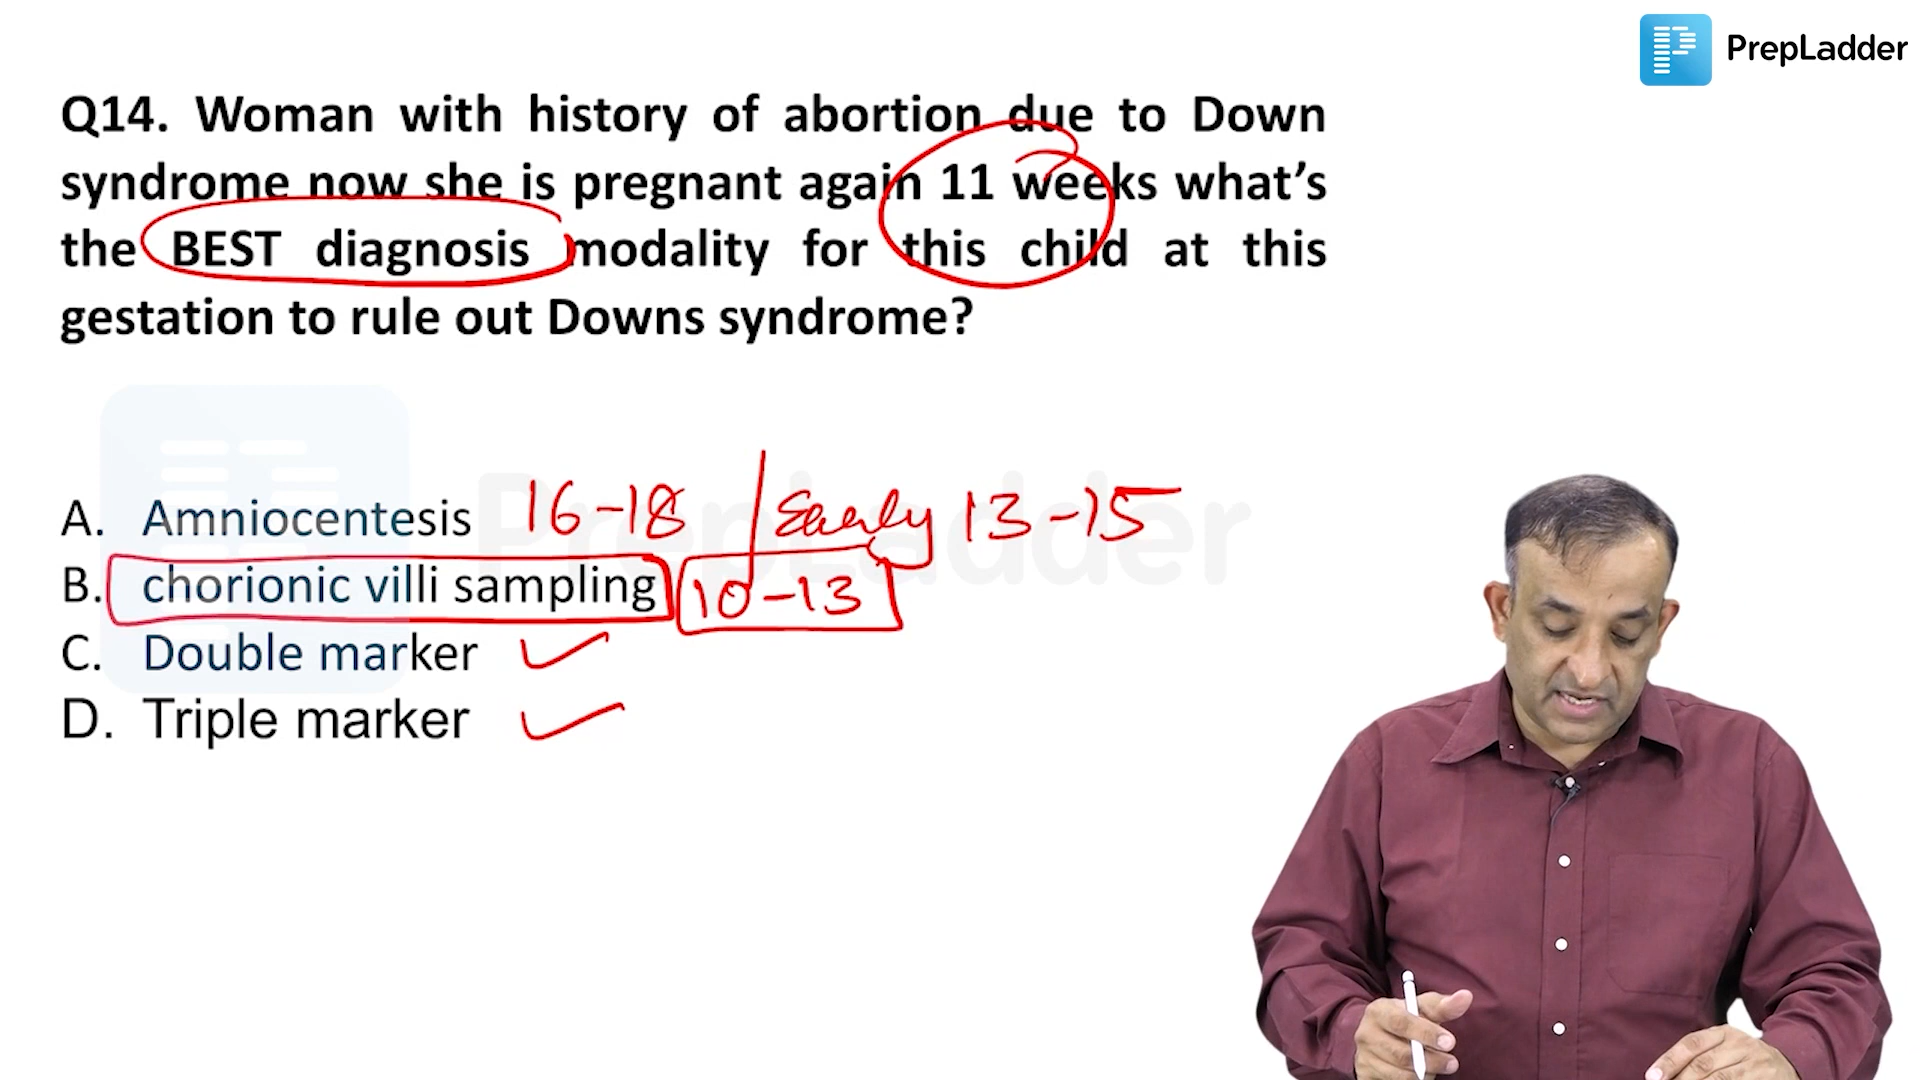 PrepLadder
Q14. Woman with history of abortion due to Down
syndrome now she is pregnant again 11 weeks what's
the BEST diagnosis modality for this child at this
gestation to rule out Downs syndrome?
PrepLadder
A. Amniocentesis 16-18 / Early 13-15
B. chorionic villi sampling 10-13
C. Double marker ✓
D. Triple marker ✓